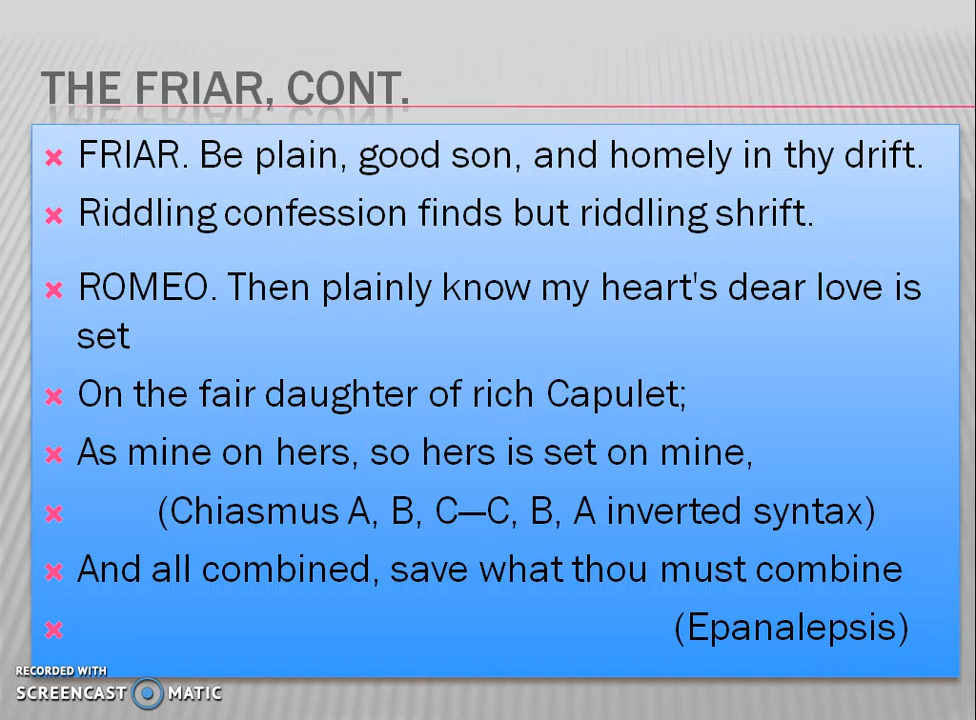 THE FRIAR, CONT.
FRIAR. Be plain, good son, and homely in thy drift.
Riddling confession finds but riddling shrift.
ROMEO. Then plainly know my heart's dear love is
set
On the fair daughter of rich Capulet;
As mine on hers, so hers is set on mine,
(Chiasmus A, B, C—C, B, A inverted syntax)
And all combined, save what thou must combine
(Epanalepsis)
RECORDED WITH
SCREENCAST MATIC